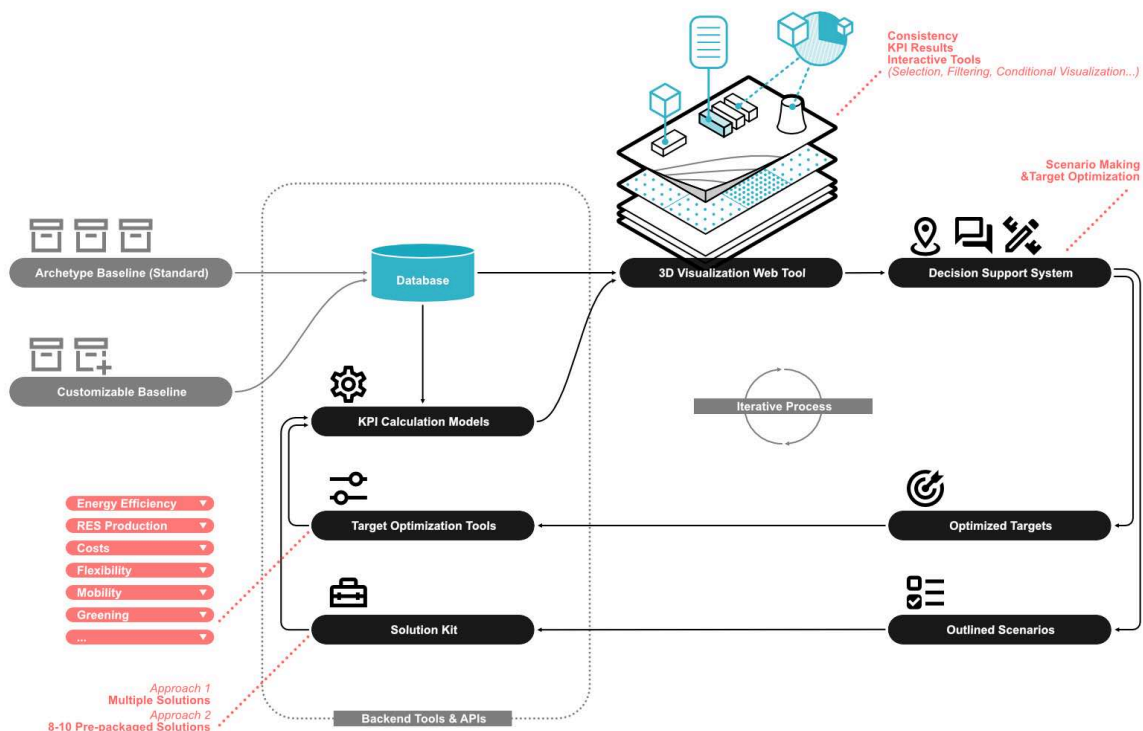 Consistency
KPI Results
Interactive Tools
(Selection, Filtering, Conditional Visualization...)
Scenario Making
&Target Optimization
Archetype Baseline (Standard)
Database
3D Visualization Web Tool
Decision Support System
Customizable Baseline
KPI Calculation Models
Iterative Process
Energy Efficiency
RES Production
Costs
Flexibility
Mobility
Greening
...
Target Optimization Tools
Optimized Targets
Solution Kit
Outlined Scenarios
Approach 1
Multiple Solutions
Approach 2
8-10 Pre-packaged Solutions
Backend Tools & APIs